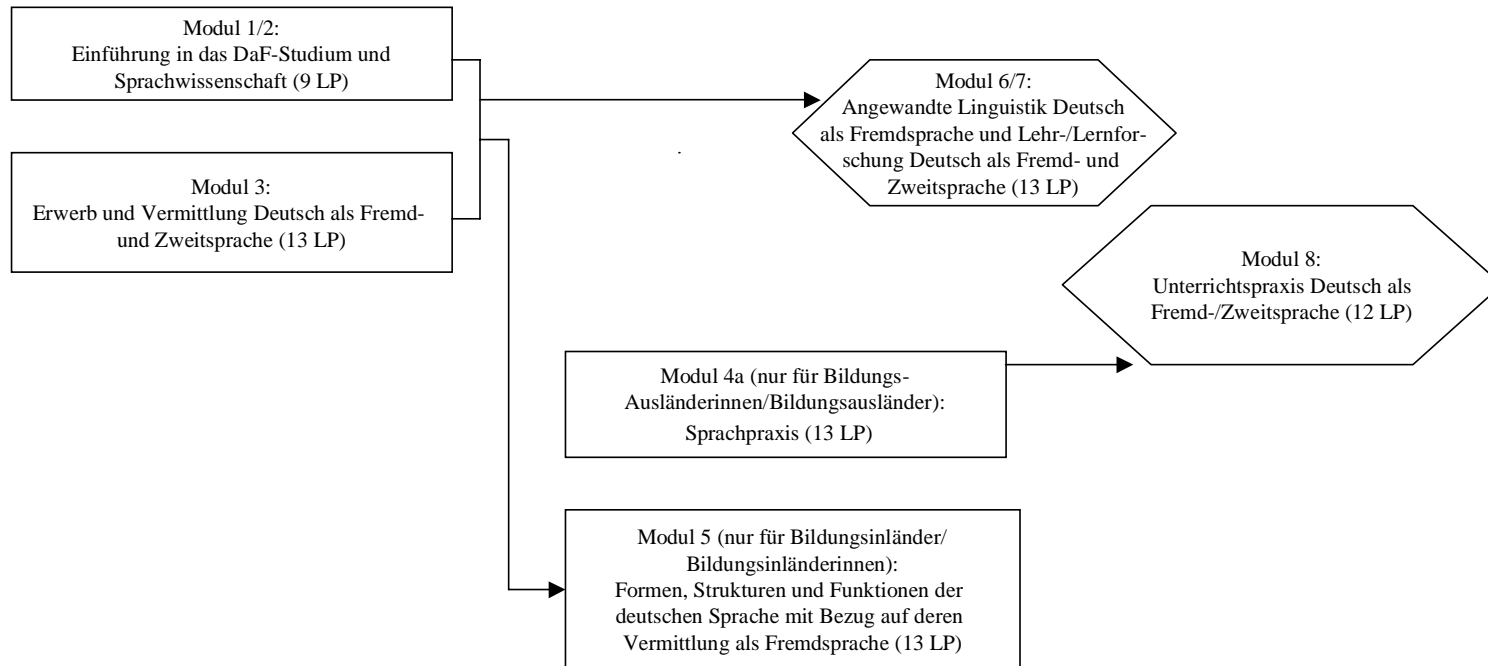 Modul 1/2:
Einführung in das DaF-Studium und
Sprachwissenschaft (9 LP)
Modul 6/7:
Angewandte Linguistik Deutsch
als Fremdsprache und Lehr-/Lernfor-
schung Deutsch als Fremd- und
Zweitsprache (13 LP)
Modul 3:
Erwerb und Vermittlung Deutsch als Fremd-
und Zweitsprache (13 LP)
Modul 8:
Unterrichtspraxis Deutsch als
Fremd-/Zweitsprache (12 LP)
Modul 4a (nur für Bildungs-
Ausländerinnen/Bildungsausländer):
Sprachpraxis (13 LP)
Modul 5 (nur für Bildungsinländer/
Bildungsinländerinnen):
Formen, Strukturen und Funktionen der
deutschen Sprache mit Bezug auf deren
Vermittlung als Fremdsprache (13 LP)